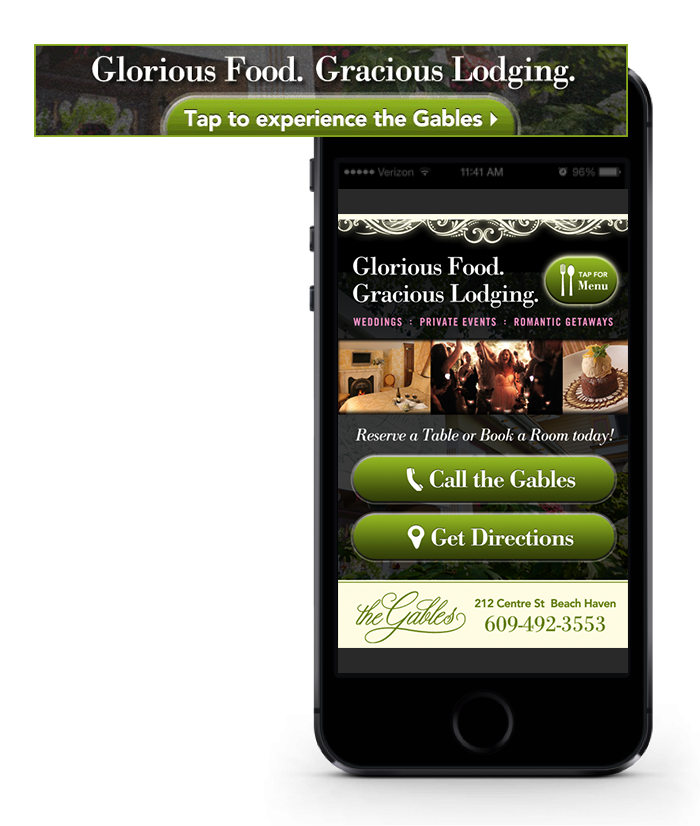 Glorious Food. Gracious Lodging.
Tap to experience the Gables
Verizon 11:41 AM 96%
Glorious Food.
Gracious Lodging.
TAP FOR
Menu
WEDDINGS : PRIVATE EVENTS : ROMANTIC GETAWAYS
Reserve a Table or Book a Room today!
Call the Gables
Get Directions
the Gables
212 Centre St Beach Haven
609-492-3553